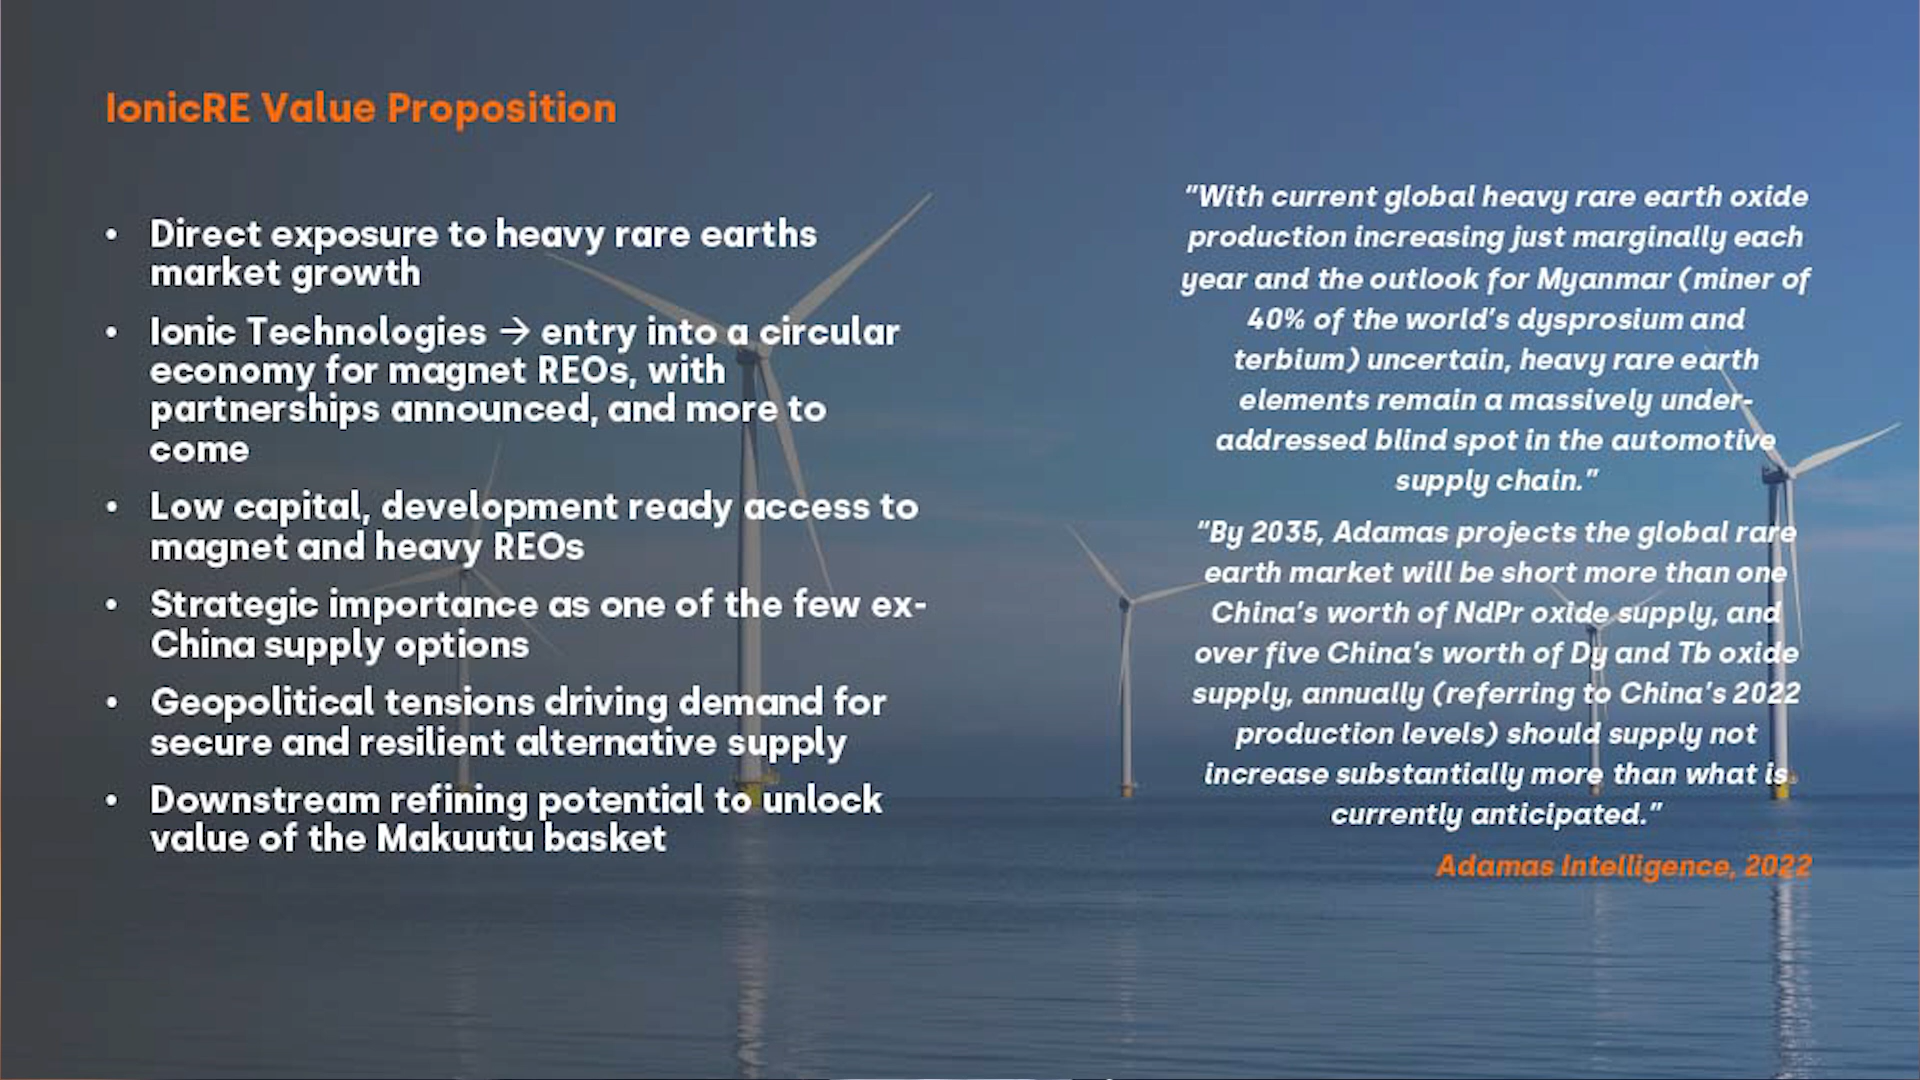 IonicRE Value Proposition
• Direct exposure to heavy rare earths
market growth
• Ionic Technologies → entry into a circular
economy for magnet REOs, with
partnerships announced, and more to
come
• Low capital, development ready access to
magnet and heavy REOs
• Strategic importance as one of the few ex-
China supply options
• Geopolitical tensions driving demand for
secure and resilient alternative supply
• Downstream refining potential to unlock
value of the Makuutu basket
"With current global heavy rare earth oxide
production increasing just marginally each
year and the outlook for Myanmar (miner of
40% of the world's dysprosium and
terbium) uncertain, heavy rare earth
elements remain a massively under-
addressed blind spot in the automotive
supply chain."
"By 2035, Adamas projects the global rare
earth market will be short more than one
China's worth of NdPr oxide supply, and
over five China's worth of Dy and Tb oxide
supply, annually (referring to China's 2022
production levels) should supply not
increase substantially more than what is
currently anticipated."
Adamas Intelligence, 2022